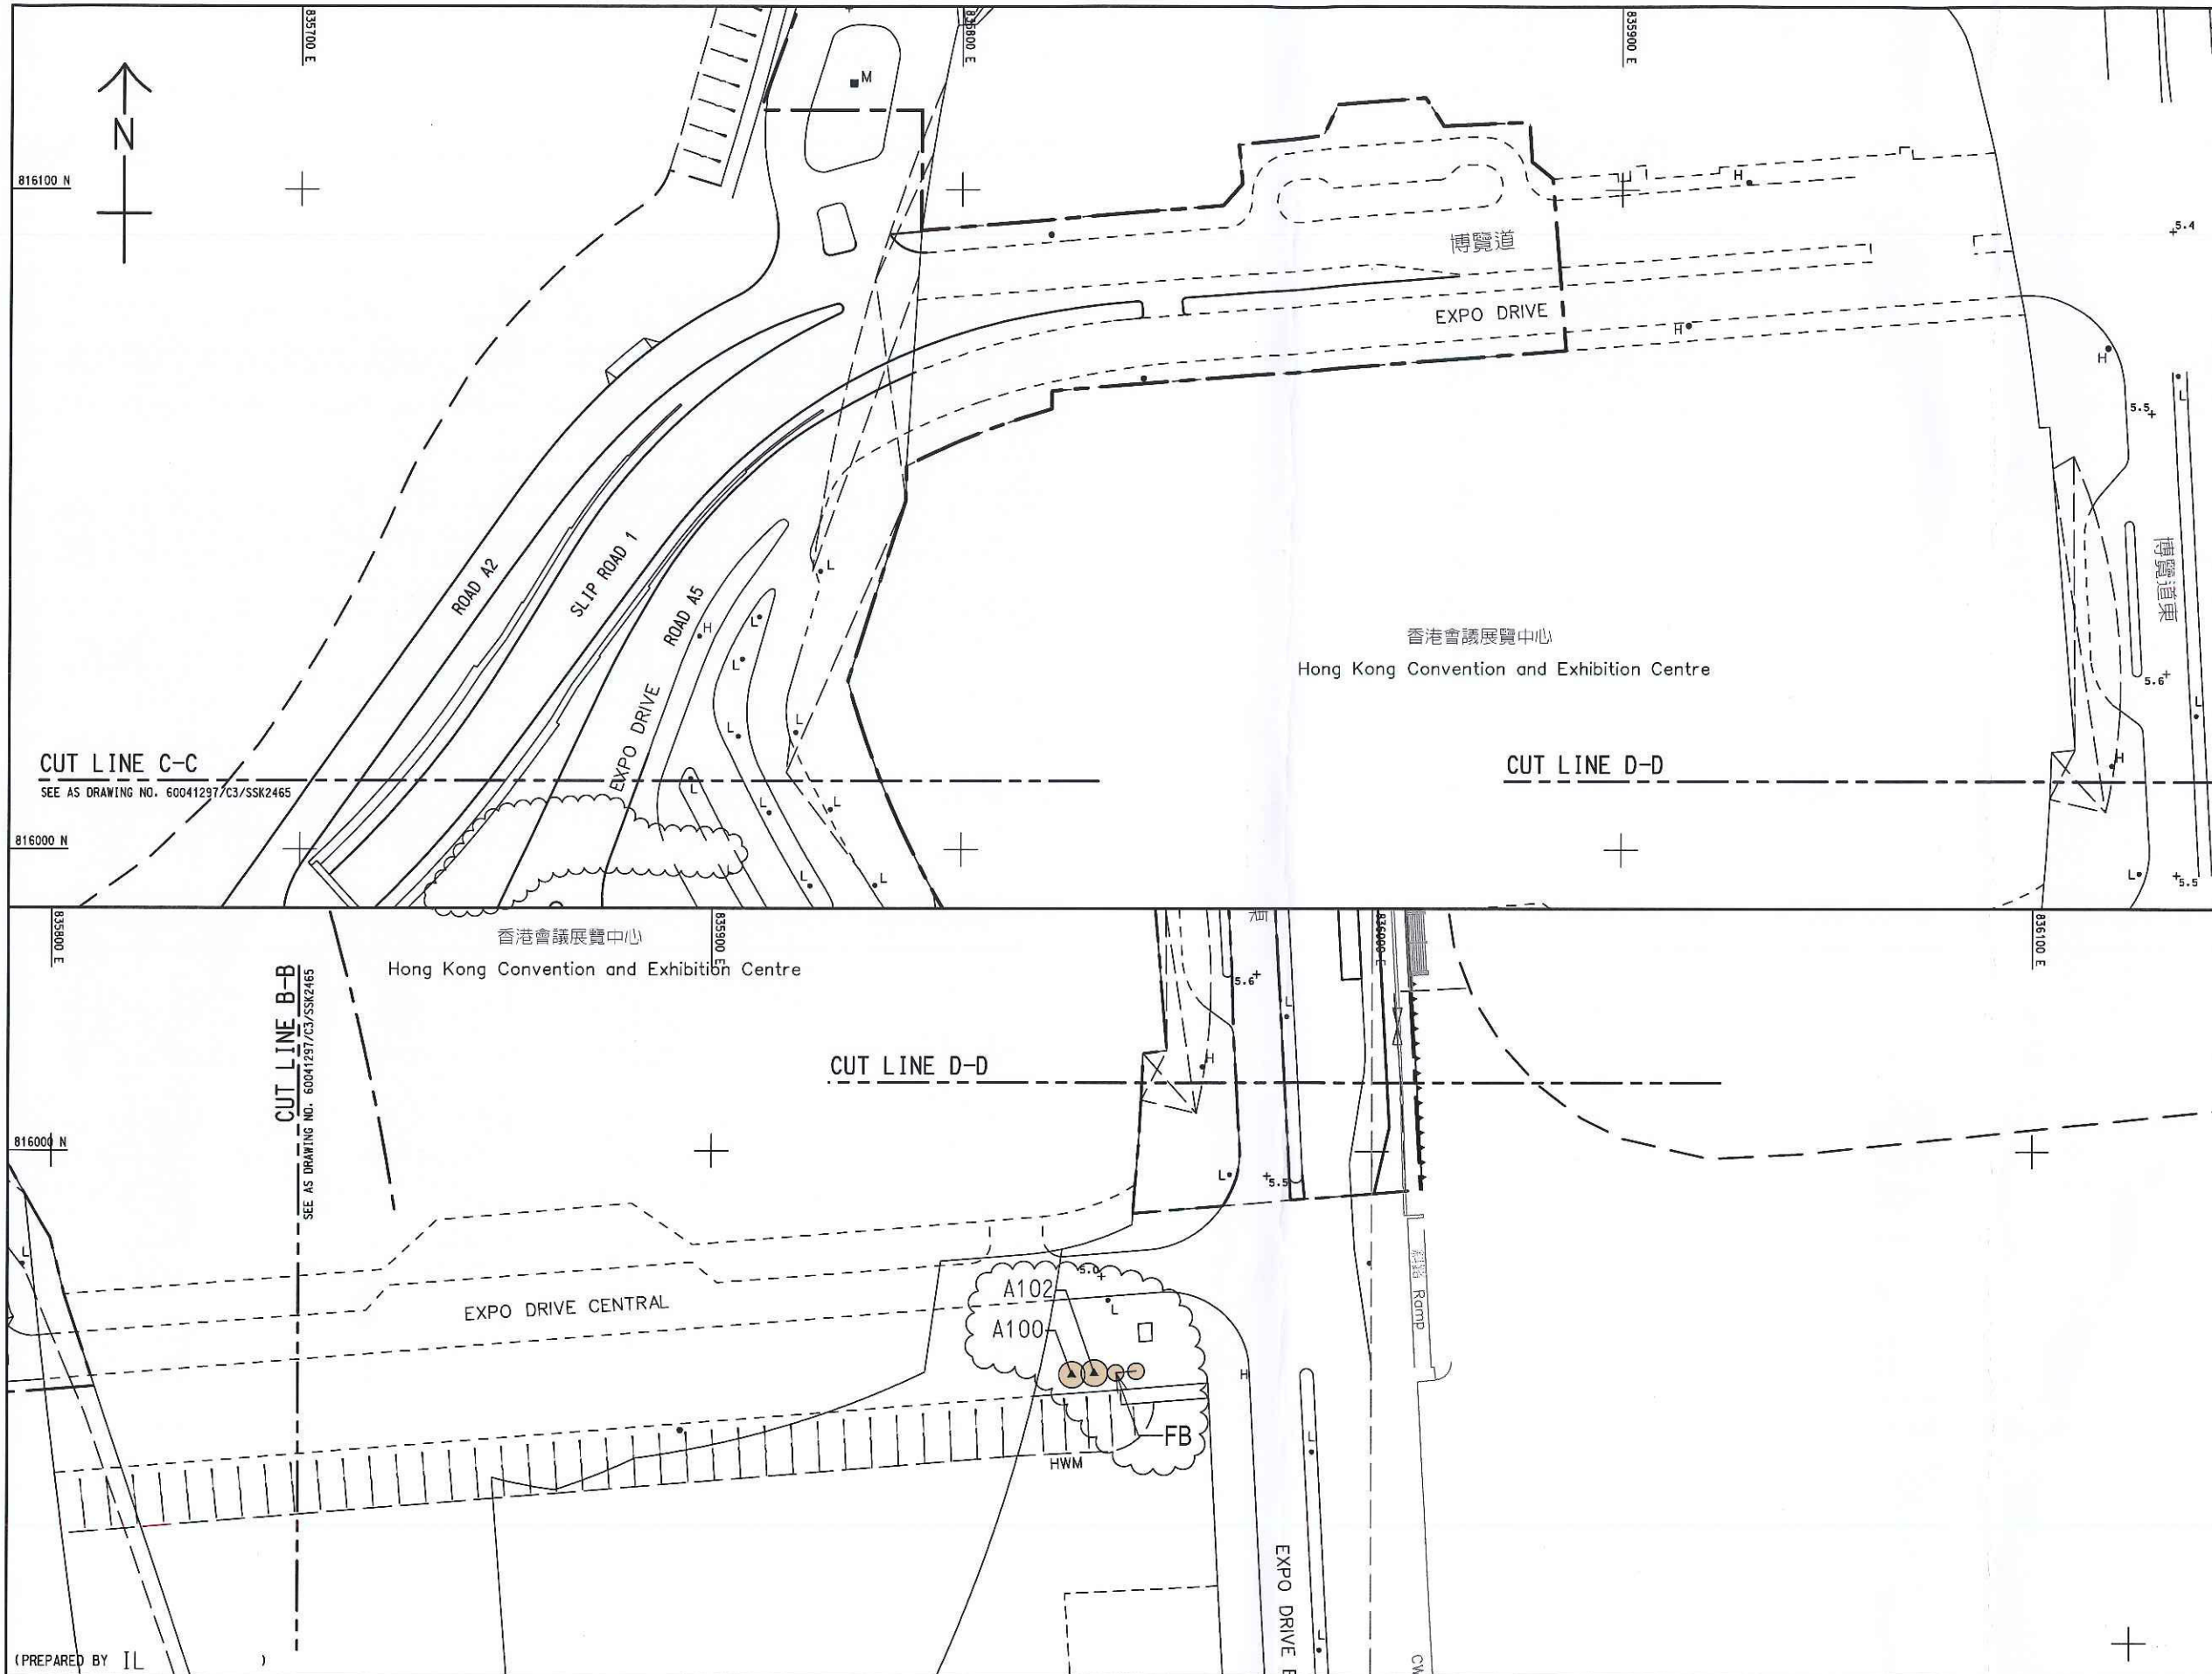 835700 E
835800 E
835900 E
M
N
816100 N
H
5.4
博覽道
EXPO DRIVE
H
H
5.5
L
ROAD A2
SLIP ROAD 1
ROAD A5
H
L
L
L
博覽道東
香港會議展覽中心
Hong Kong Convention and Exhibition Centre
5.6
EXPO DRIVE
L
L
L
CUT LINE C-C
SEE AS DRAWING NO. 60041297/C3/SSK2465
CUT LINE D-D
H
L
L
L
816000 N
L
L
L
5.5
835800 E
835900 E
836000 E
836100 E
香港會議展覽中心
Hong Kong Convention and Exhibition Centre
CUT LINE B-B
SEE AS DRAWING NO. 60041297/C3/SSK2465
5.6
L
CUT LINE D-D
H
816000 N
L
5.5
L
斜路 Ramp
5.0
A102
L
EXPO DRIVE CENTRAL
A100
H
FB
HWM
L
EXPO DRIVE E
L
CW
(PREPARED BY IL )